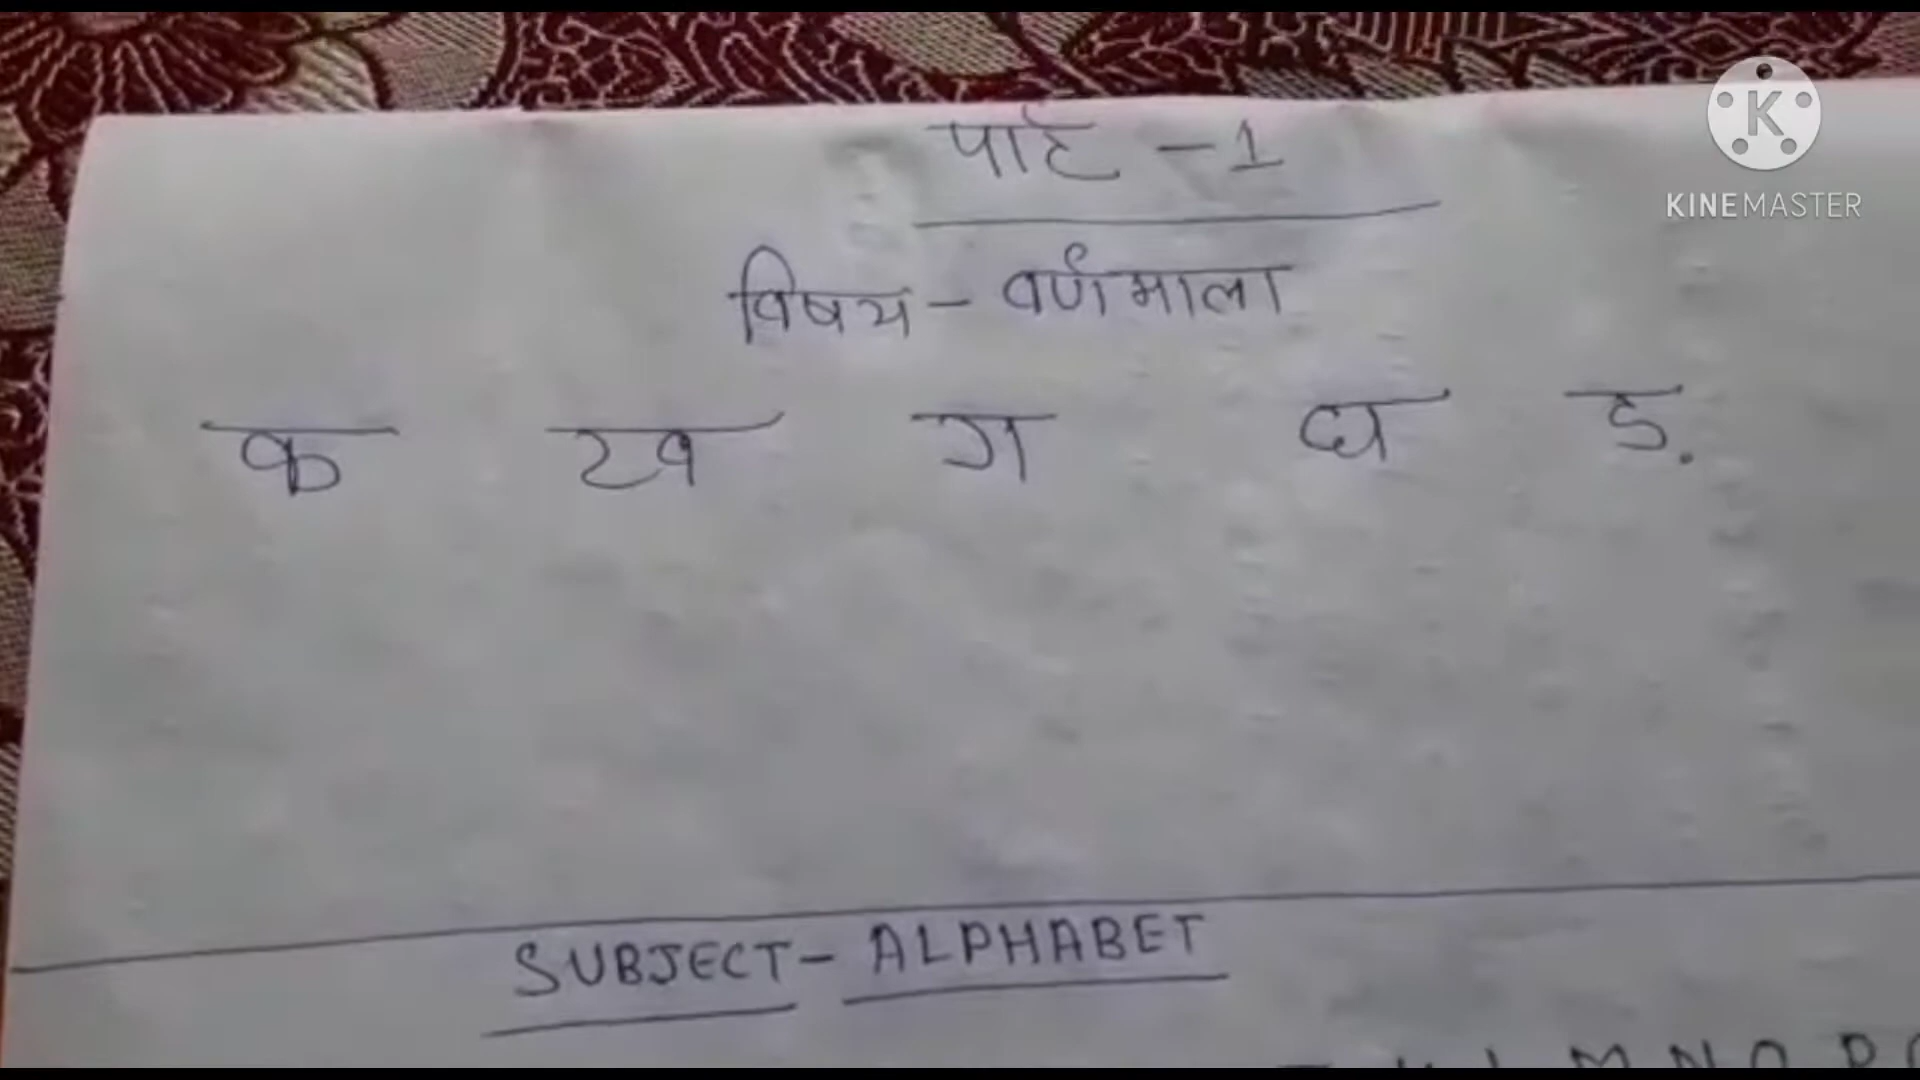 पाठ - 1
विषय - वर्णमाला
क ख ग घ ङ
SUBJECT - ALPHABET
M N O P
KINEMASTER